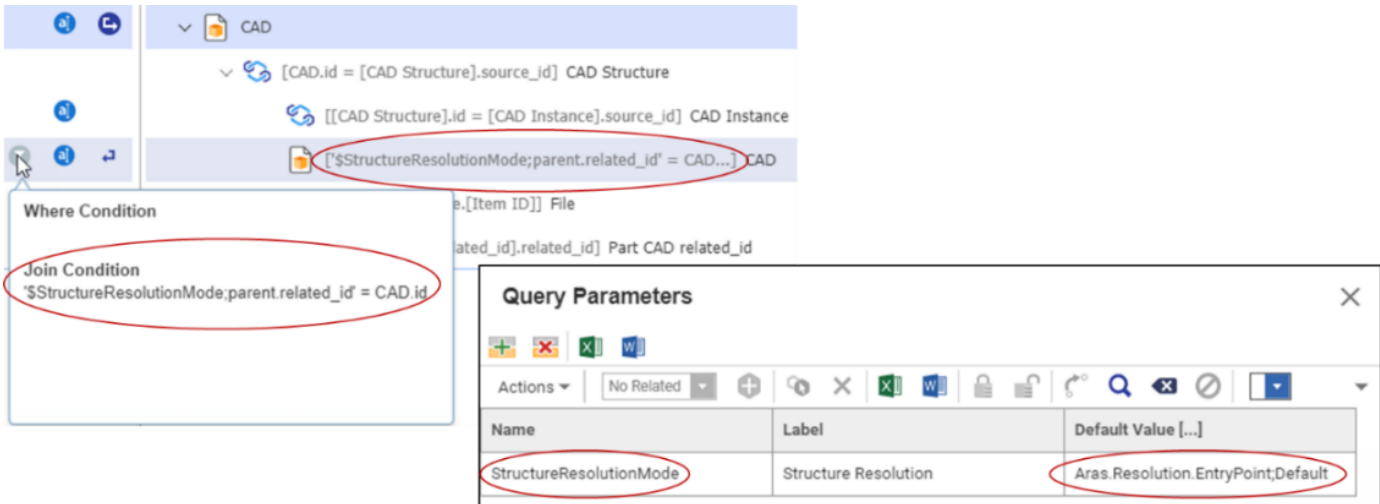 CAD
[CAD.id = [CAD Structure].source_id] CAD Structure
[[CAD Structure].id = [CAD Instance].source_id] CAD Instance
['$StructureResolutionMode;parent.related_id' = CAD...] CAD
e.[Item ID]] File
lated_id].related_id] Part CAD related_id
Where Condition
Join Condition
'$StructureResolutionMode;parent.related_id' = CAD.id
Query Parameters
Actions No Related
Name Label Default Value [...]
StructureResolutionMode Structure Resolution Aras.Resolution.EntryPoint;Default